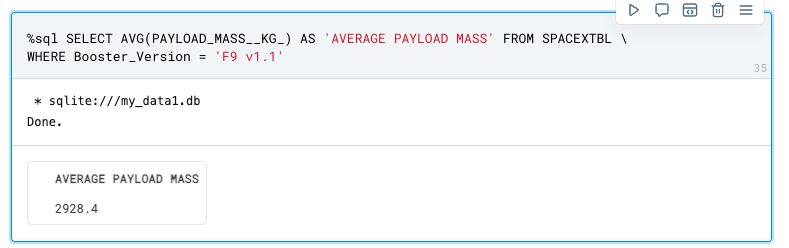 %sql SELECT AVG(PAYLOAD_MASS__KG_) AS 'AVERAGE PAYLOAD MASS' FROM SPACEXTBL \
WHERE Booster_Version = 'F9 v1.1'
35
* sqlite:///my_data1.db
Done.
AVERAGE PAYLOAD MASS
2928.4